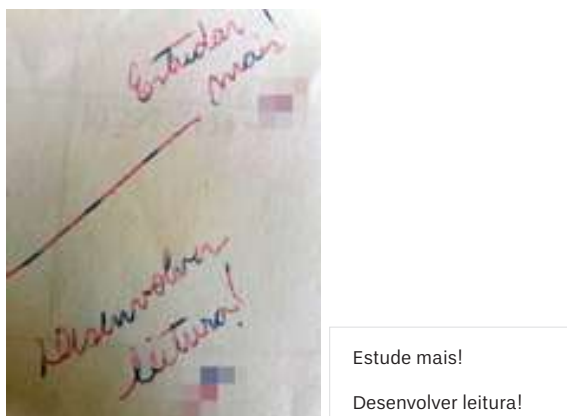 Estudar!
mais
Desenvolver
leitura!
Estude mais!
Desenvolver leitura!